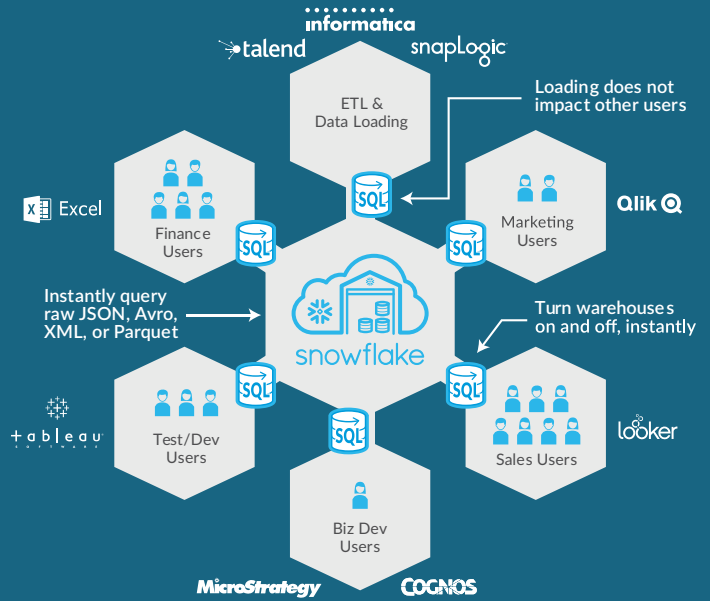 informatica
talend
snapLogic
ETL &
Data Loading
Loading does not
impact other users
SQL
Excel
Finance
Users
SQL
Marketing
Users
SQL
Qlik
Instantly query
raw JSON, Avro,
XML, or Parquet
snowflake
Turn warehouses
on and off, instantly
SQL
SQL
tableau
SOFTWARE
Test/Dev
Users
SQL
Sales Users
looker
Biz Dev
Users
MicroStrategy
COGNOS